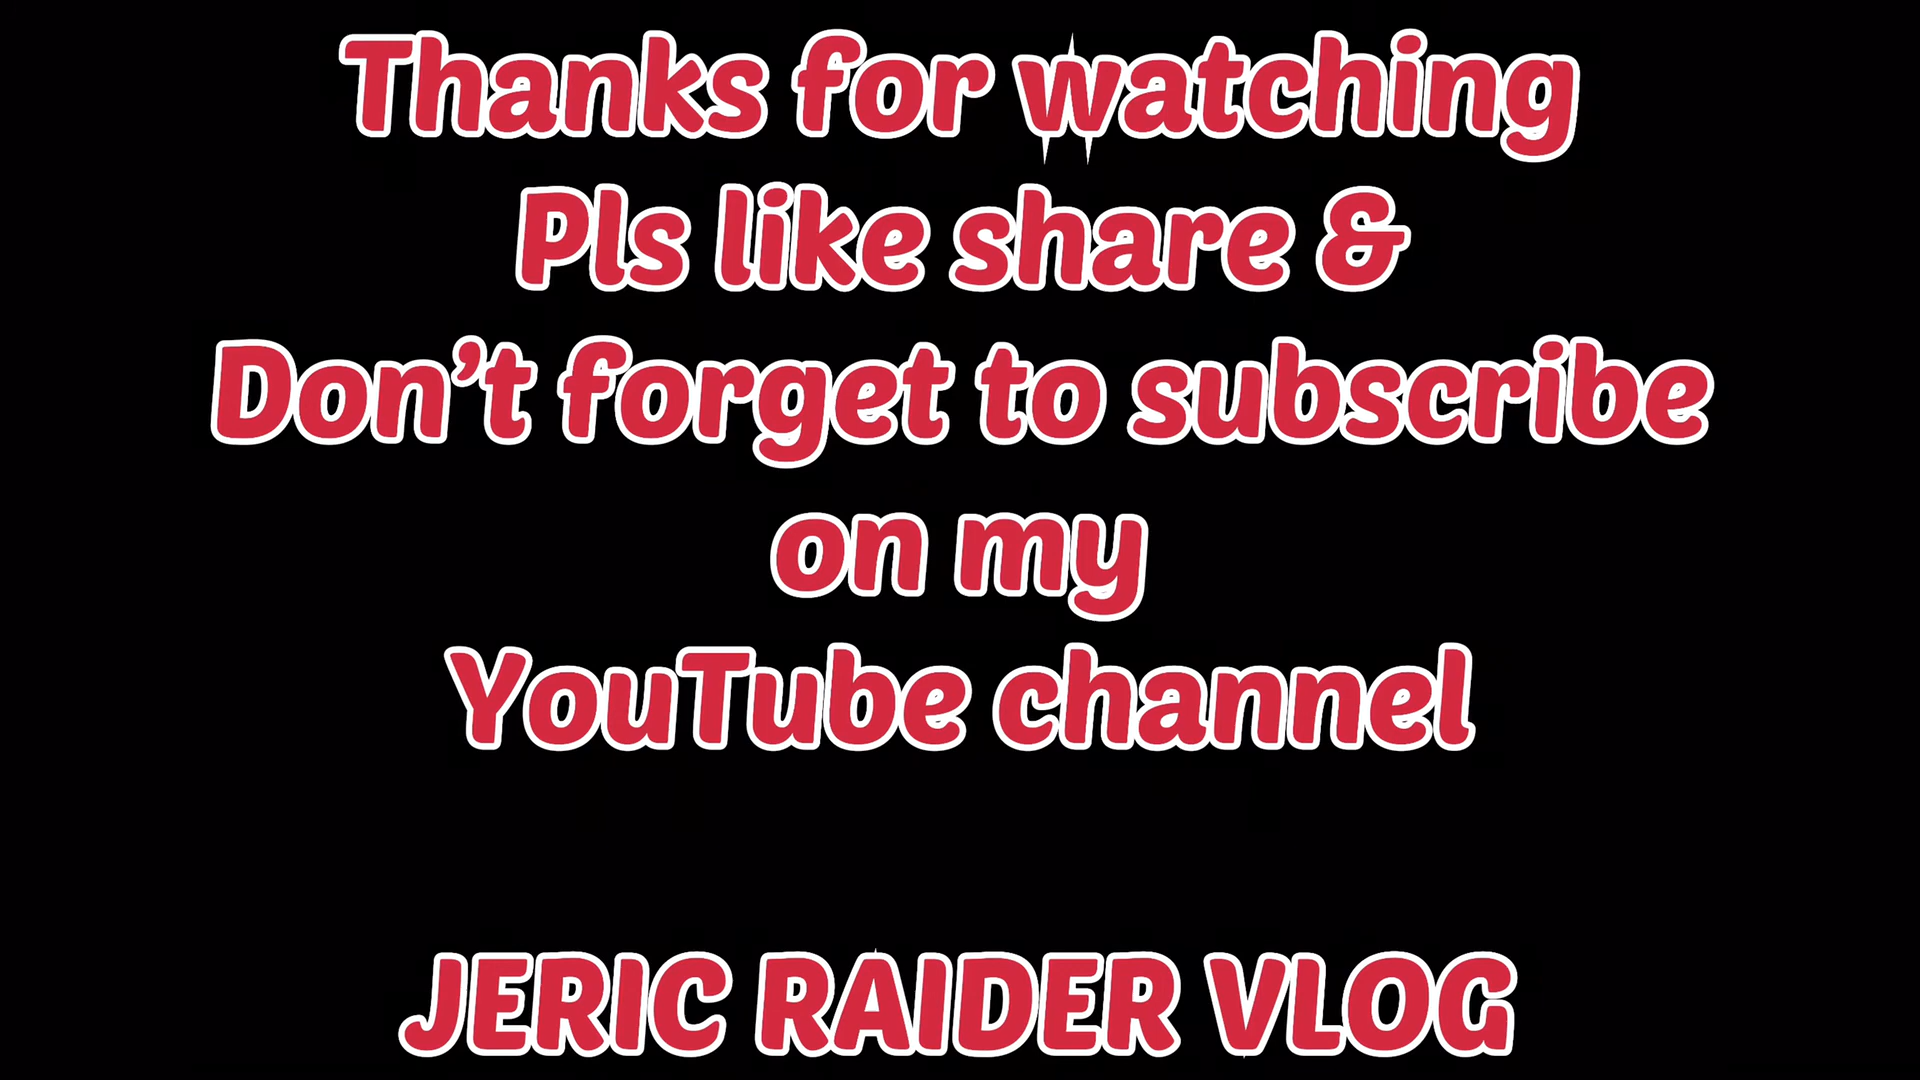 Thanks for watching
Pls like share &
Don't forget to subscribe
on my
YouTube channel
JERIC RAIDER VLOG